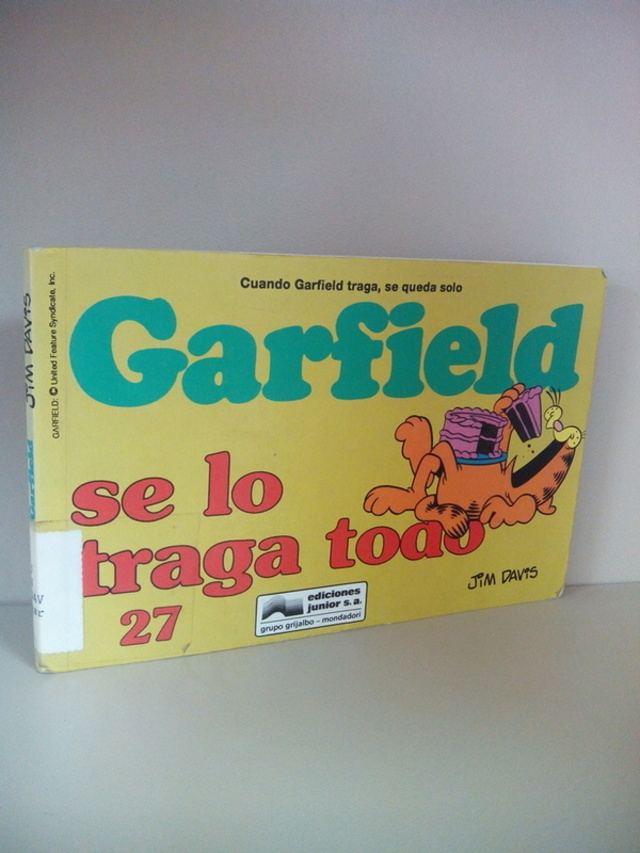 GARFIELD: © United Feature Syndicate, Inc.
JIM DAVIS
Cuando Garfield traga, se queda solo
Garfield
se lo
traga todo
27
ediciones
junior s.a.
grupo grijalbo – mondadori
JIM DAVIS